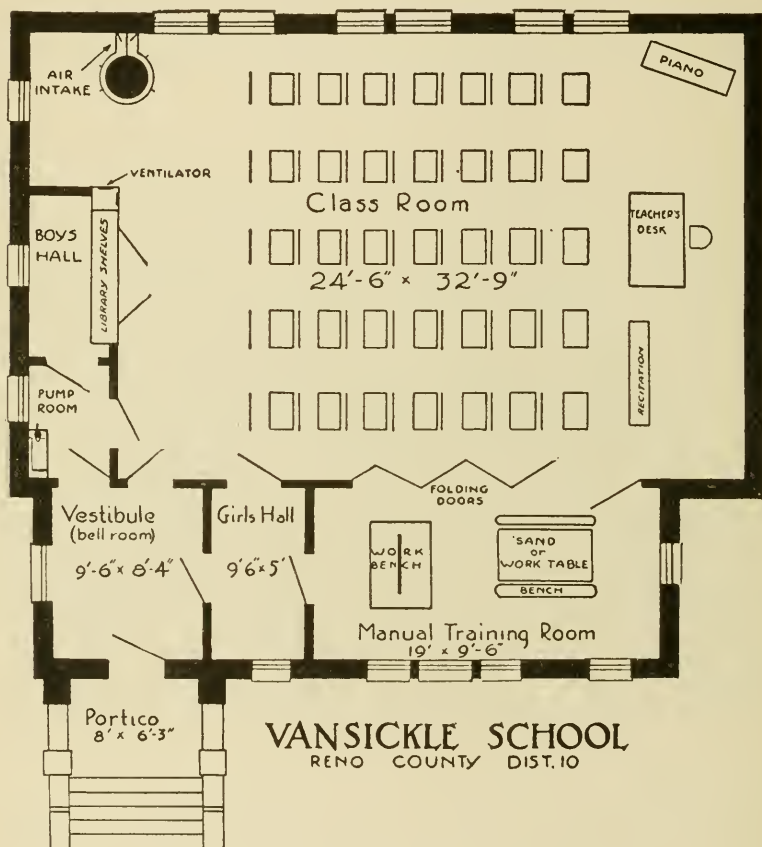 AIR
INTAKE
PIANO
VENTILATOR
Class Room
BOYS
HALL
LIBRARY SHELVES
TEACHER'S
DESK
24'-6" × 32'-9"
RECITATION
PUMP
ROOM
FOLDING
DOORS
Vestibule
(bell room)
9'-6" × 8'-4"
Girls Hall
9'6" × 5'
WORK
BENCH
SAND
OR
WORK TABLE
BENCH
Manual Training Room
19' × 9'-6"
Portico
8' × 6'-3"
VANSICKLE SCHOOL
RENO COUNTY DIST. 10